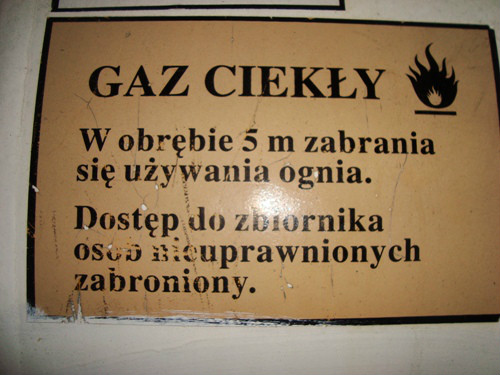 GAZ CIEKŁY
W obrębie 5 m zabrania
się używania ognia.
Dostęp do zbiornika
osób nieuprawnionych
zabroniony.